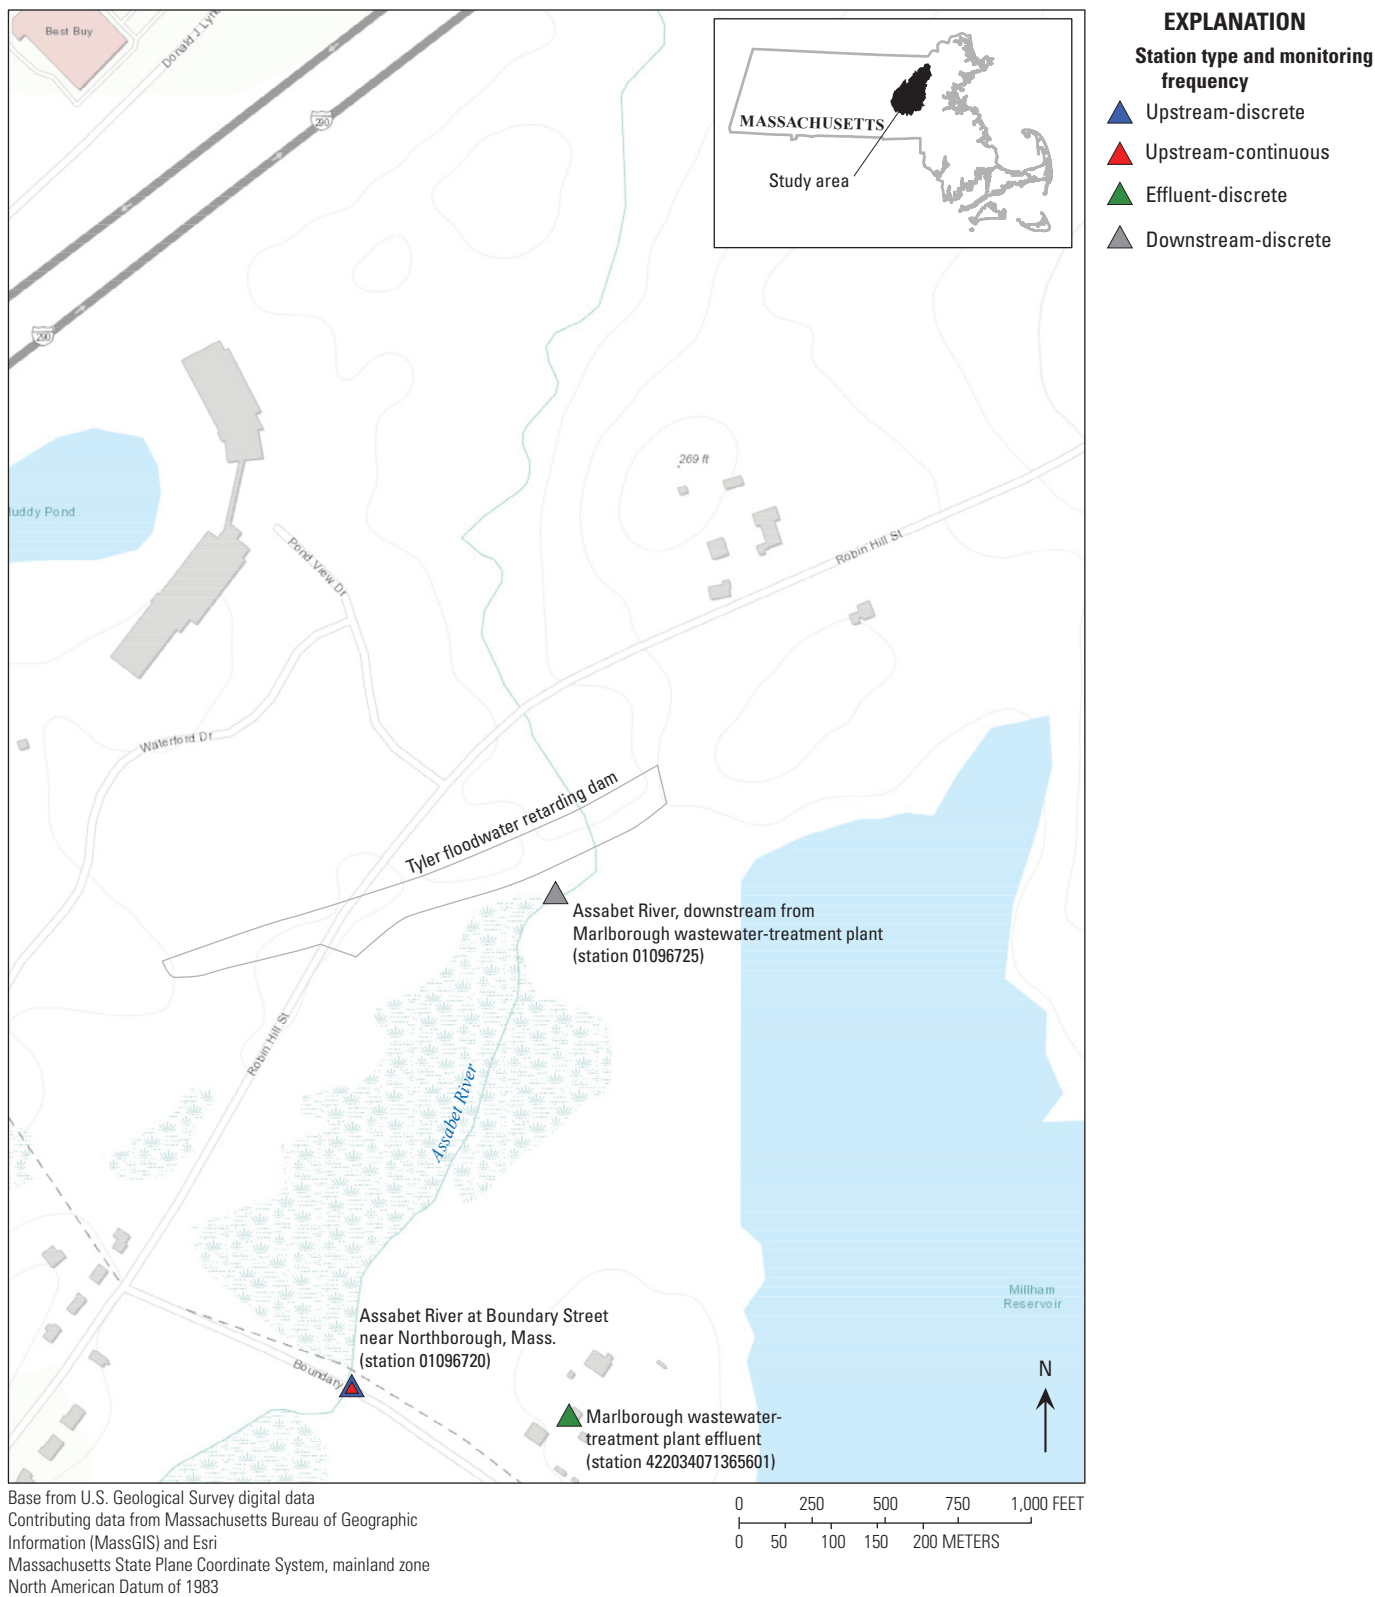 Best Buy
Donald J Lyn
290
290
MASSACHUSETTS
Study area
EXPLANATION
Station type and monitoring
frequency
Upstream-discrete
Upstream-continuous
Effluent-discrete
Downstream-discrete
269 ft
uddy Pond
Pond View Dr
Robin Hill St
Waterford Dr
Tyler floodwater retarding dam
Assabet River, downstream from
Marlborough wastewater-treatment plant
(station 01096725)
Robin Hill St
Assabet River
Millham
Reservoir
Assabet River at Boundary Street
near Northborough, Mass.
(station 01096720)
Boundary
N
Marlborough wastewater-
treatment plant effluent
(station 422034071365601)
Base from U.S. Geological Survey digital data
Contributing data from Massachusetts Bureau of Geographic
Information (MassGIS) and Esri
Massachusetts State Plane Coordinate System, mainland zone
North American Datum of 1983
0 250 500 750 1,000 FEET
0 50 100 150 200 METERS